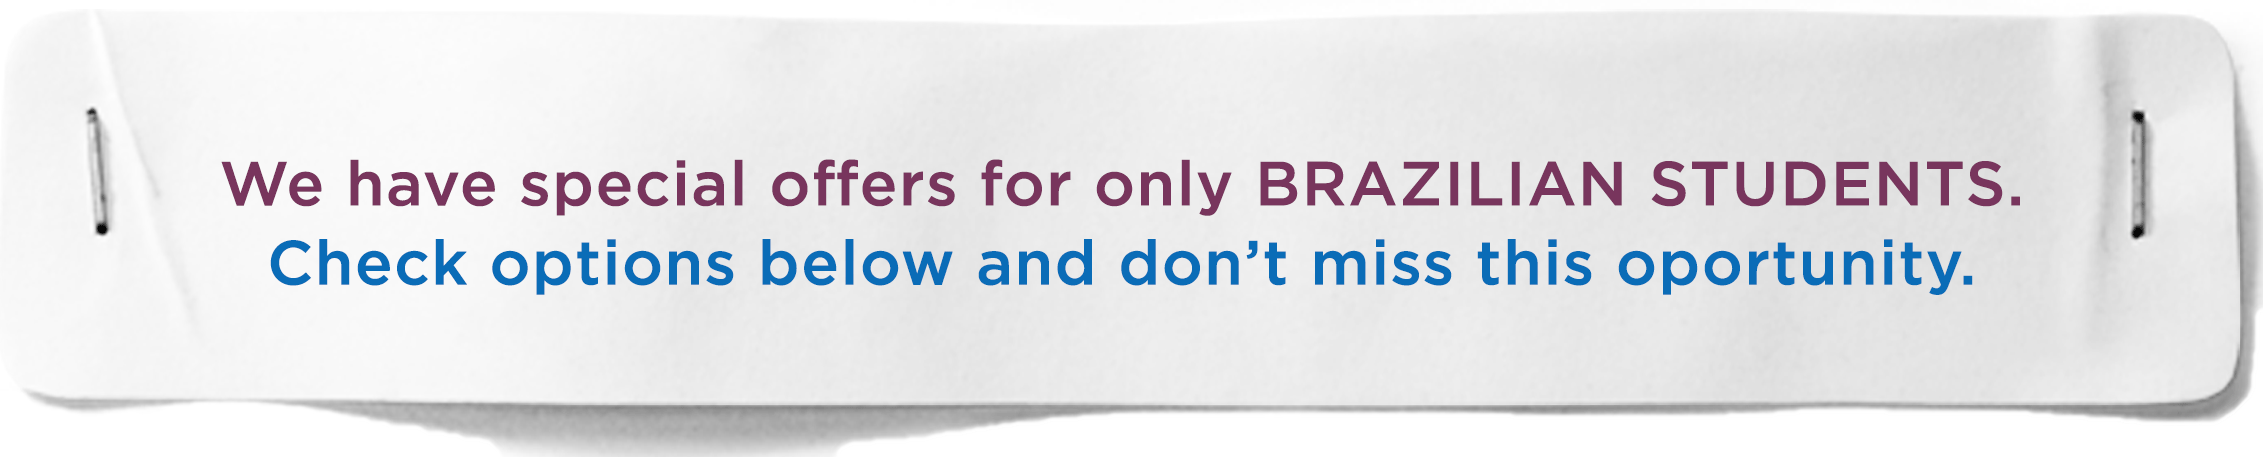 We have special offers for only BRAZILIAN STUDENTS.
Check options below and don’t miss this oportunity.